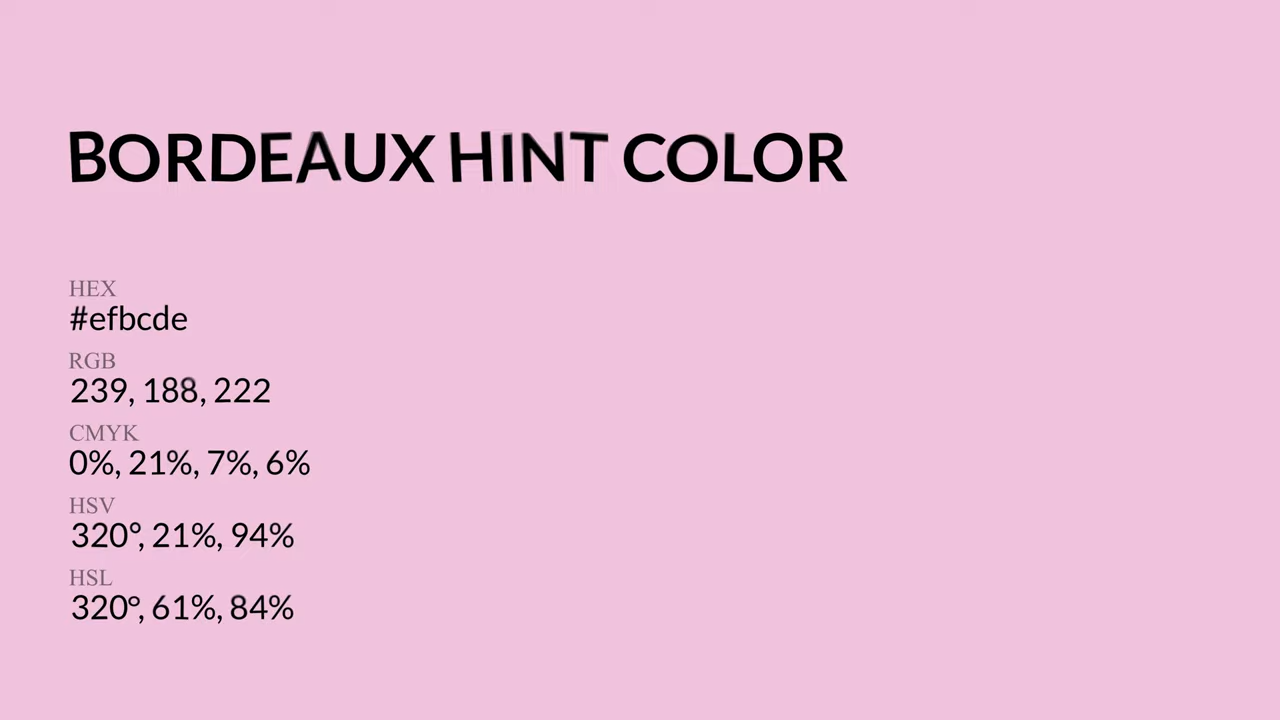 BORDEAUX HINT COLOR
HEX
#efbcde
RGB
239, 188, 222
CMYK
0%, 21%, 7%, 6%
HSV
320°, 21%, 94%
HSL
320°, 61%, 84%